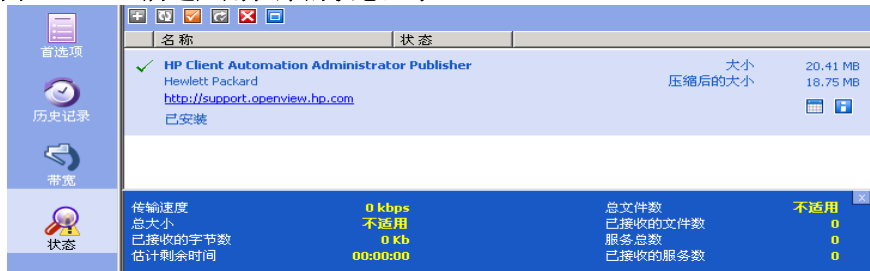 首选项
历史记录
带宽
状态
名称 状态
HP Client Automation Administrator Publisher 大小 20.41 MB
Hewlett Packard 压缩后的大小 18.75 MB
http://support.openview.hp.com
已安装
传输速度 0 kbps 总文件数 不适用
总大小 不适用 已接收的文件数 0
已接收的字节数 0 Kb 服务总数 0
估计剩余时间 00:00:00 已接收的服务数 0